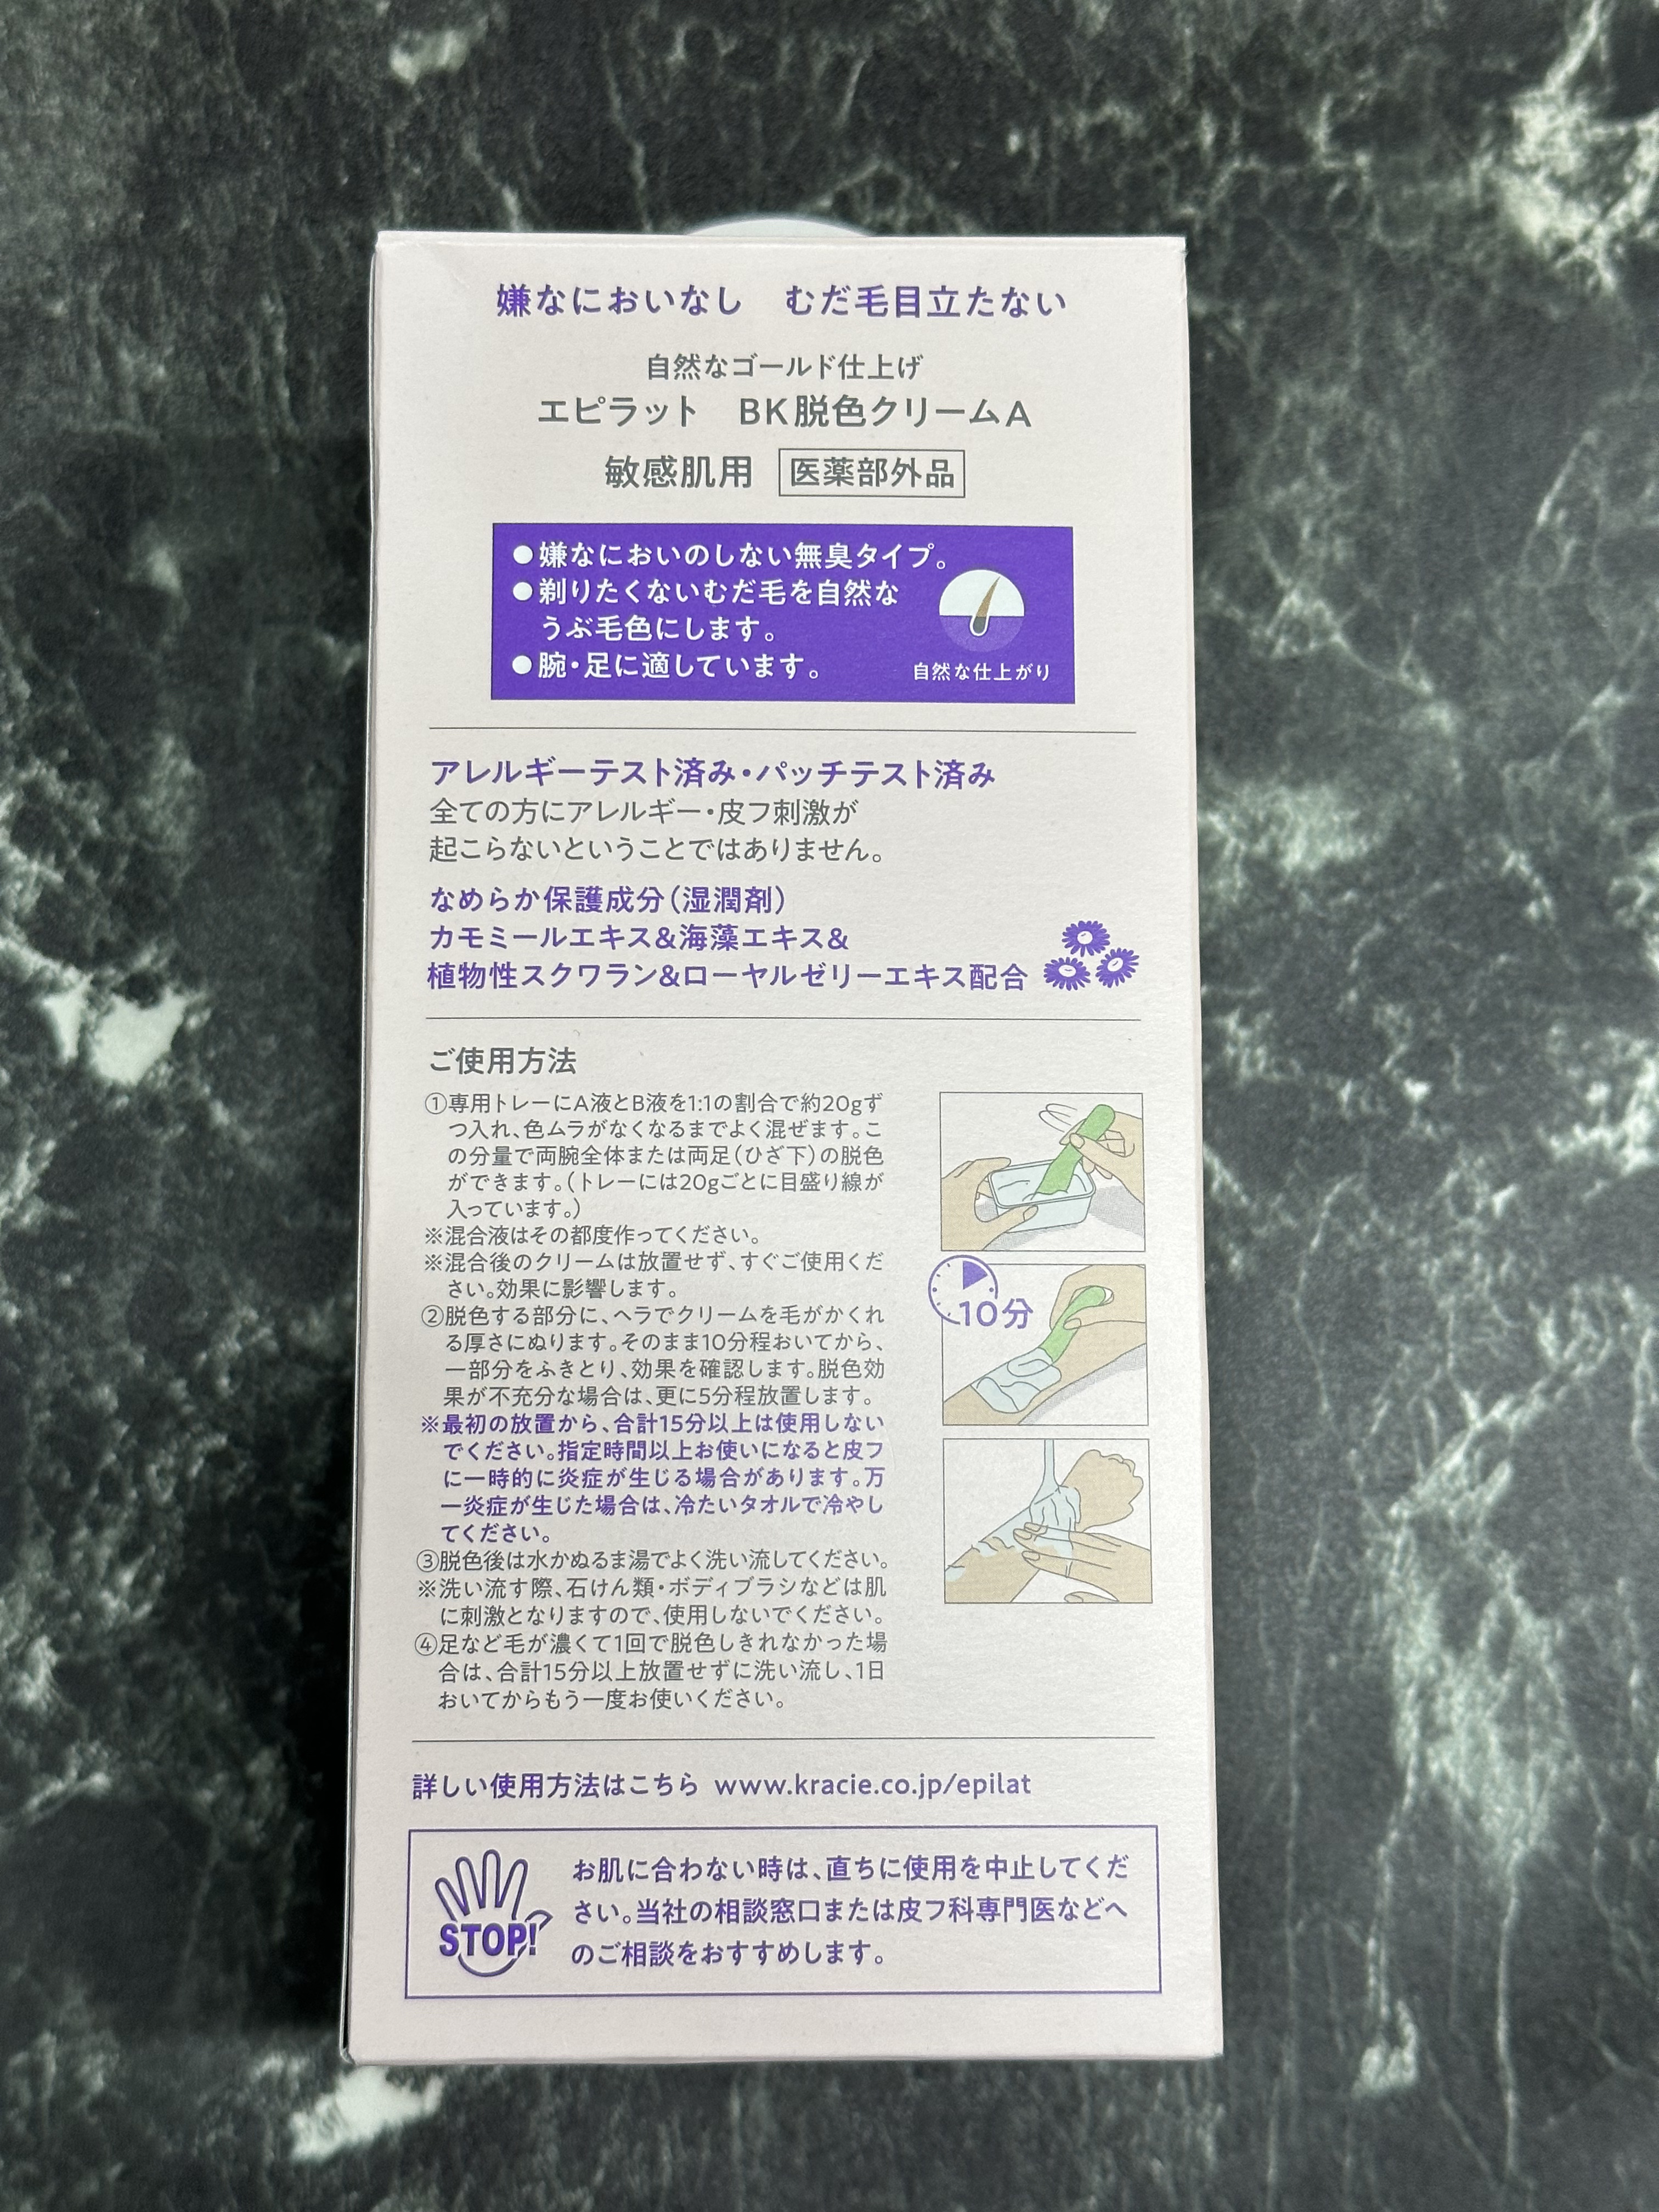 嫌なにおいなし　むだ毛目立たない
自然なゴールド仕上げ
エピラット　BK脱色クリームA
敏感肌用 医薬部外品
●嫌なにおいのしない無臭タイプ。
●剃りたくないむだ毛を自然な
うぶ毛色にします。
●腕・足に適しています。
自然な仕上がり
アレルギーテスト済み・パッチテスト済み
全ての方にアレルギー・皮フ刺激が
起こらないということではありません。
なめらか保護成分(湿潤剤)
カモミールエキス&海藻エキス&
植物性スクワラン&ローヤルゼリーエキス配合
ご使用方法
①専用トレーにA液とB液を1:1の割合で約20gず
つ入れ、色ムラがなくなるまでよく混ぜます。こ
の分量で両腕全体または両足(ひざ下)の脱色
ができます。(トレーには20gごとに目盛り線が
入っています。)
※混合液はその都度作ってください。
※混合後のクリームは放置せず、すぐご使用くだ
さい。効果に影響します。
②脱色する部分に、ヘラでクリームを毛がかくれ
る厚さにぬります。そのまま10分程おいてから、
一部分をふきとり、効果を確認します。脱色効
果が不充分な場合は、更に5分程放置します。
※最初の放置から、合計15分以上は使用しない
でください。指定時間以上お使いになると皮フ
に一時的に炎症が生じる場合があります。万
一炎症が生じた場合は、冷たいタオルで冷やし
てください。
③脱色後は水かぬるま湯でよく洗い流してください。
※洗い流す際、石けん類・ボディブラシなどは肌
に刺激となりますので、使用しないでください。
④足など毛が濃くて1回で脱色しきれなかった場
合は、合計15分以上放置せずに洗い流し、1日
おいてからもう一度お使いください。
10分
詳しい使用方法はこちら www.kracie.co.jp/epilat
STOP!
お肌に合わない時は、直ちに使用を中止してくだ
さい。当社の相談窓口または皮フ科専門医などへ
のご相談をおすすめします。